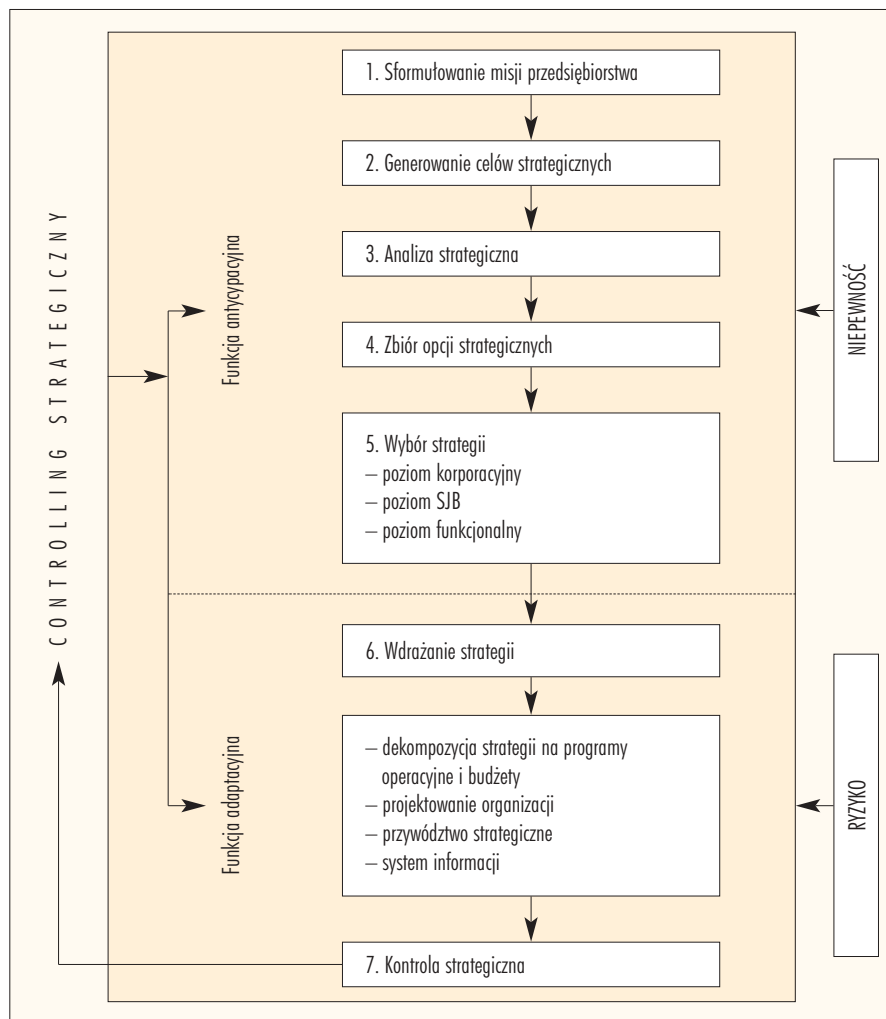 1. Sformułowanie misji przedsiębiorstwa
2. Generowanie celów strategicznych
3. Analiza strategiczna
4. Zbiór opcji strategicznych
5. Wybór strategii
– poziom korporacyjny
– poziom SJB
– poziom funkcjonalny
6. Wdrażanie strategii
– dekompozycja strategii na programy
operacyjne i budżety
– projektowanie organizacji
– przywództwo strategiczne
– system informacji
7. Kontrola strategiczna
CONTROLLING STRATEGICZNY
Funkcja antycypacyjna
Funkcja adaptacyjna
NIEPEWNOŚĆ
RYZYKO